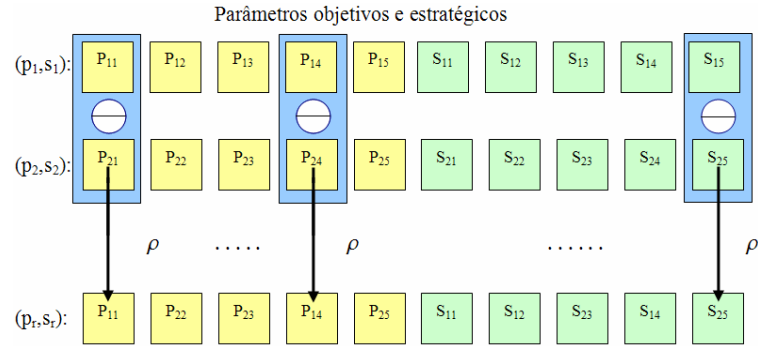 Parâmetros objetivos e estratégicos
(p1,s1): P11 P12 P13 P14 P15 S11 S12 S13 S14 S15
(p2,s2): P21 P22 P23 P24 P25 S21 S22 S23 S24 S25
ρ ..... ρ ...... ρ
(pr,sr): P11 P22 P23 P14 P25 S11 S12 S23 S14 S25